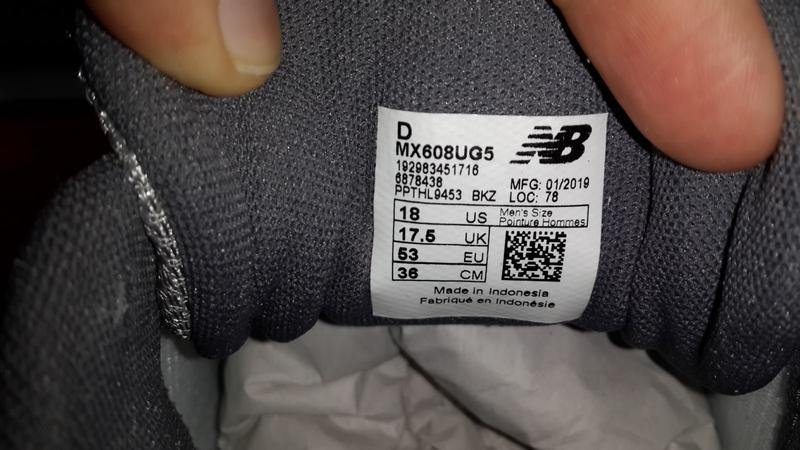 D
MX608UG5
NB
192983451716
6878438
MFG: 01/2019
PPTHL9453 BKZ LOC: 78
18 US
Men's Size
Pointure Hommes
17.5 UK
53 EU
36 CM
Made in Indonesia
Fabriqué en Indonésie